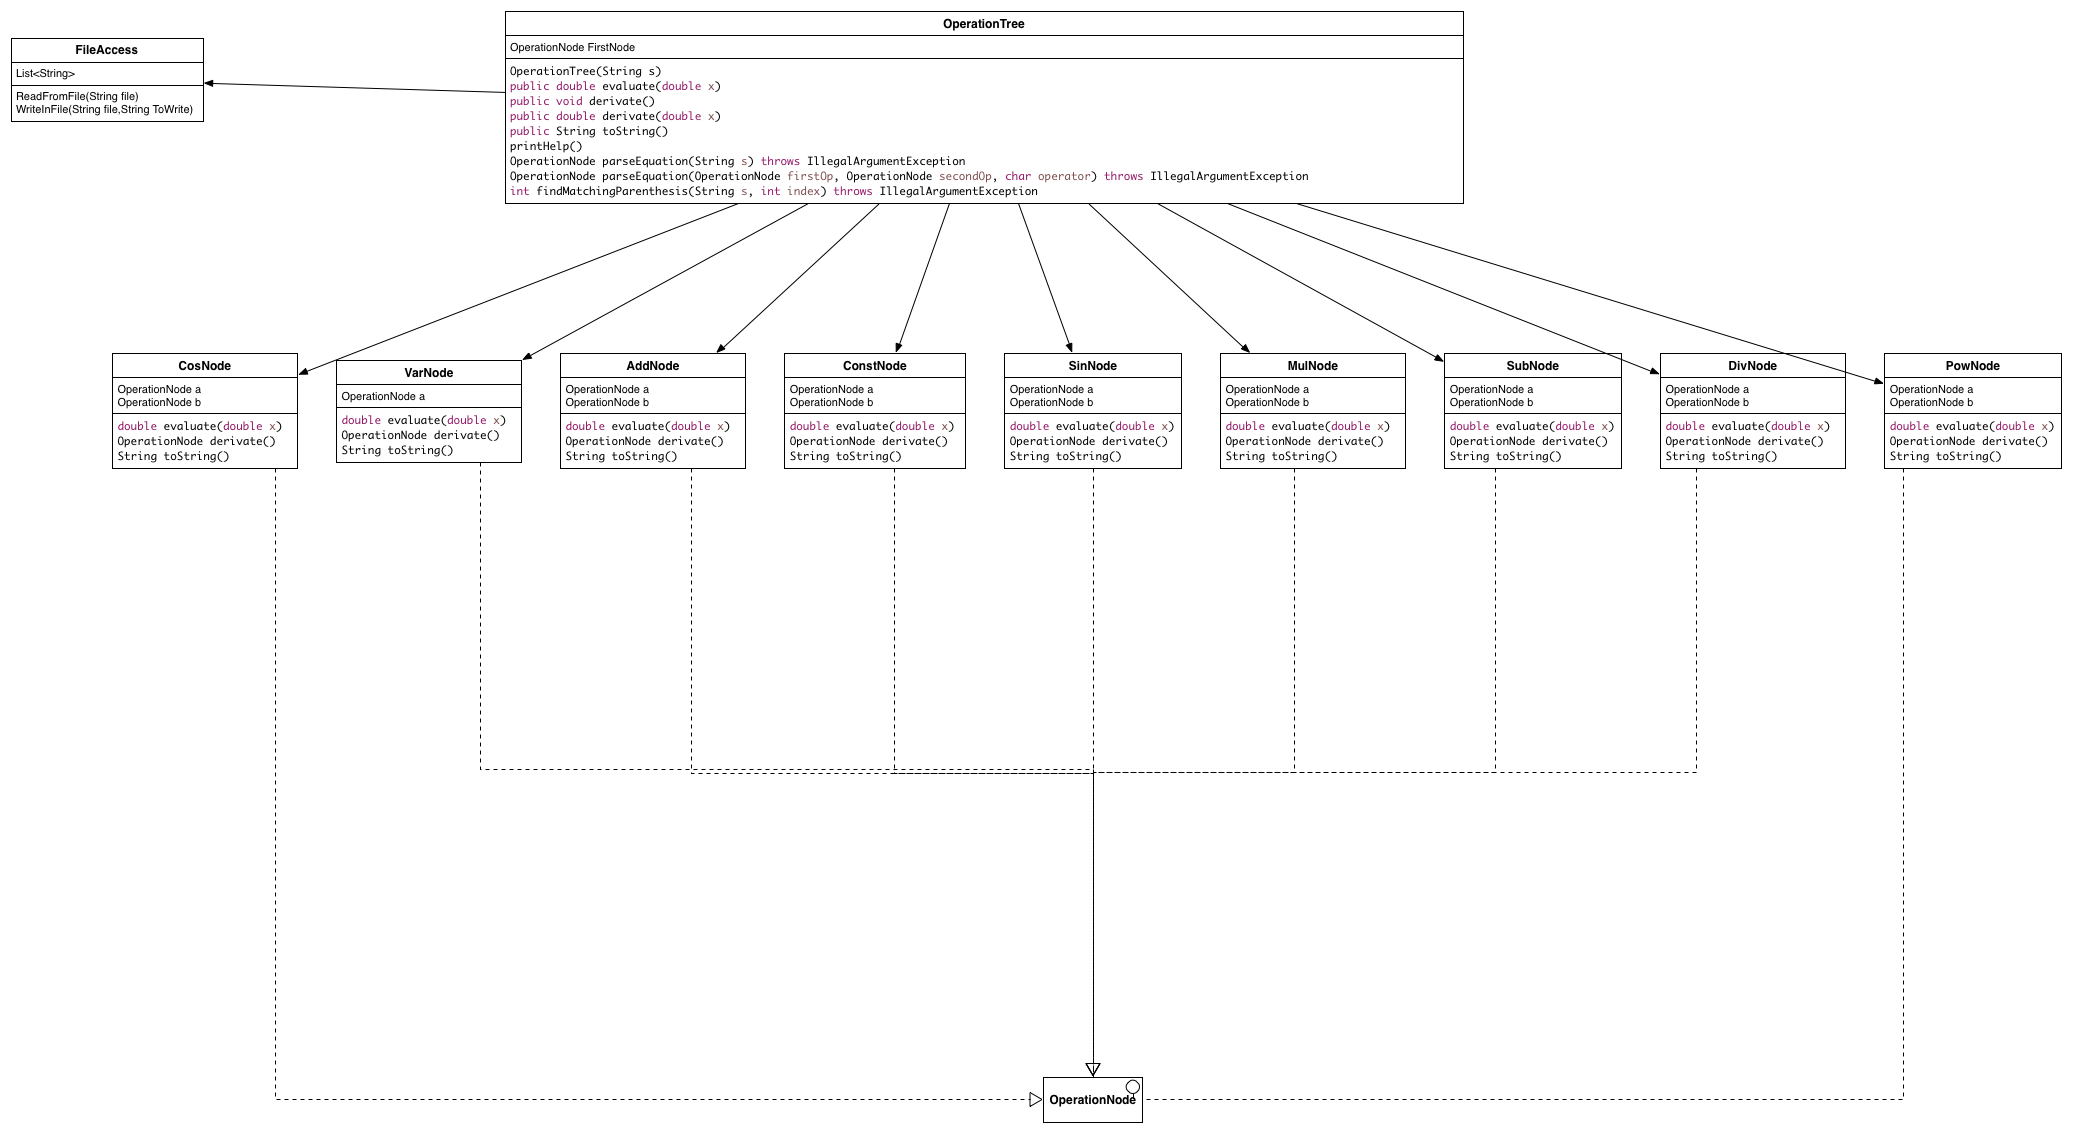 OperationTree
OperationNode FirstNode
OperationTree(String s)
public double evaluate(double x)
public void derivate()
public double derivate(double x)
public String toString()
printHelp()
OperationNode parseEquation(String s) throws IllegalArgumentException
OperationNode parseEquation(OperationNode firstOp, OperationNode secondOp, char operator) throws IllegalArgumentException
int findMatchingParenthesis(String s, int index) throws IllegalArgumentException
FileAccess
List<String>
ReadFromFile(String file)
WriteInFile(String file,String ToWrite)
CosNode
OperationNode a
OperationNode b
double evaluate(double x)
OperationNode derivate()
String toString()
VarNode
OperationNode a
double evaluate(double x)
OperationNode derivate()
String toString()
AddNode
OperationNode a
OperationNode b
double evaluate(double x)
OperationNode derivate()
String toString()
ConstNode
OperationNode a
OperationNode b
double evaluate(double x)
OperationNode derivate()
String toString()
SinNode
OperationNode a
OperationNode b
double evaluate(double x)
OperationNode derivate()
String toString()
MulNode
OperationNode a
OperationNode b
double evaluate(double x)
OperationNode derivate()
String toString()
SubNode
OperationNode a
OperationNode b
double evaluate(double x)
OperationNode derivate()
String toString()
DivNode
OperationNode a
OperationNode b
double evaluate(double x)
OperationNode derivate()
String toString()
PowNode
OperationNode a
OperationNode b
double evaluate(double x)
OperationNode derivate()
String toString()
OperationNode